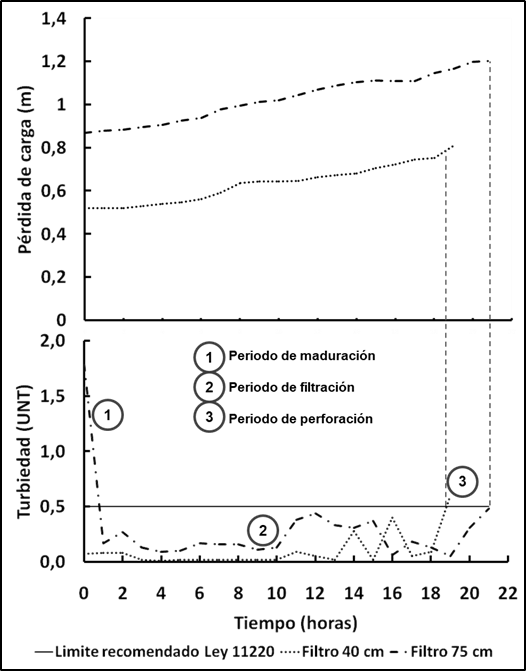 1,4
1,2
1
0,8
0,6
0,4
0,2
0
Pérdida de carga (m)
2,0
1,5
1,0
0,5
0,0
Turbiedad (UNT)
1 Periodo de maduración
2 Periodo de filtración
3 Periodo de perforación
1
2
3
0 2 4 6 8 10 12 14 16 18 20 22
Tiempo (horas)
Limite recomendado Ley 11220 Filtro 40 cm Filtro 75 cm